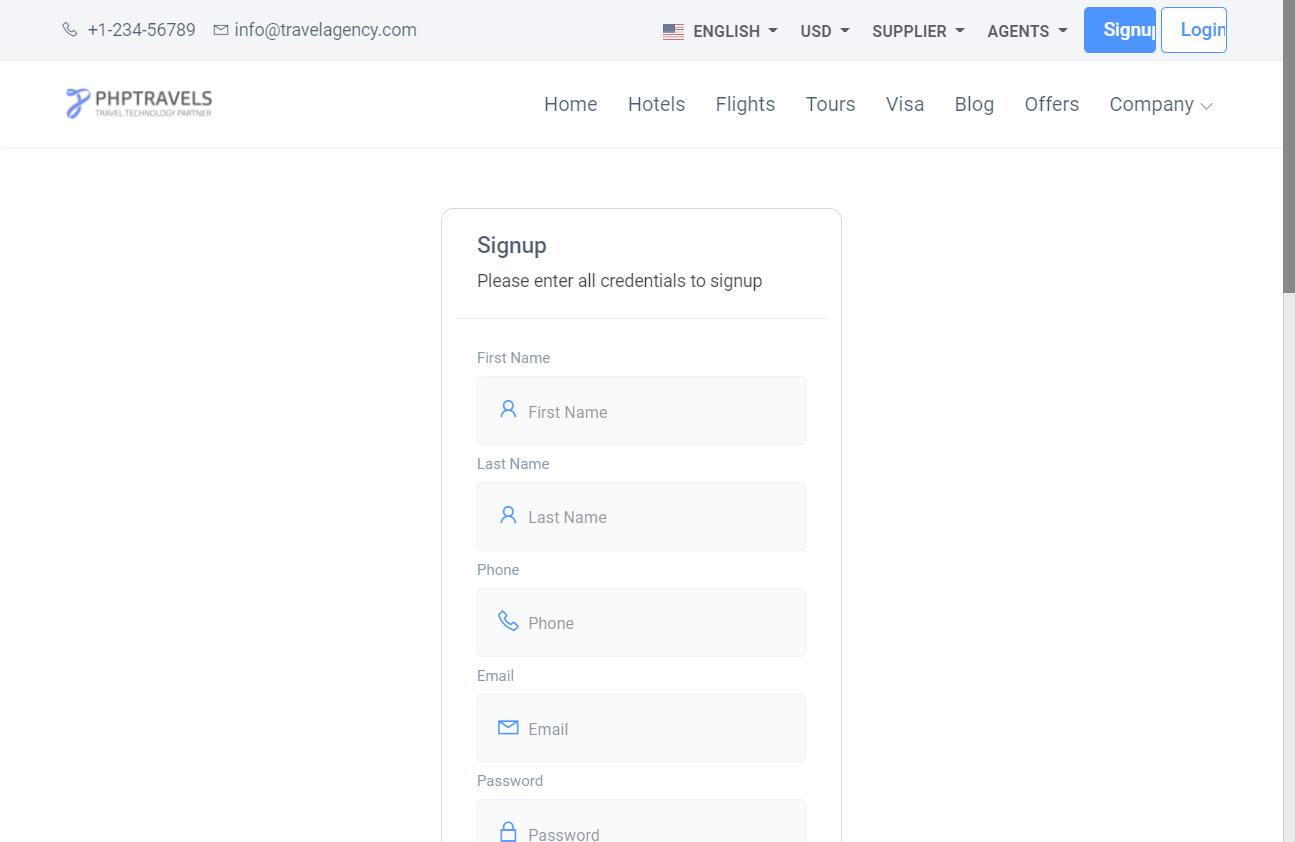 +1-234-56789 info@travelagency.com ENGLISH USD SUPPLIER AGENTS Signup Login
PHPTRAVELS
TRAVEL TECHNOLOGY PARTNER
Home Hotels Flights Tours Visa Blog Offers Company
Signup
Please enter all credentials to signup
First Name
First Name
Last Name
Last Name
Phone
Phone
Email
Email
Password
Password